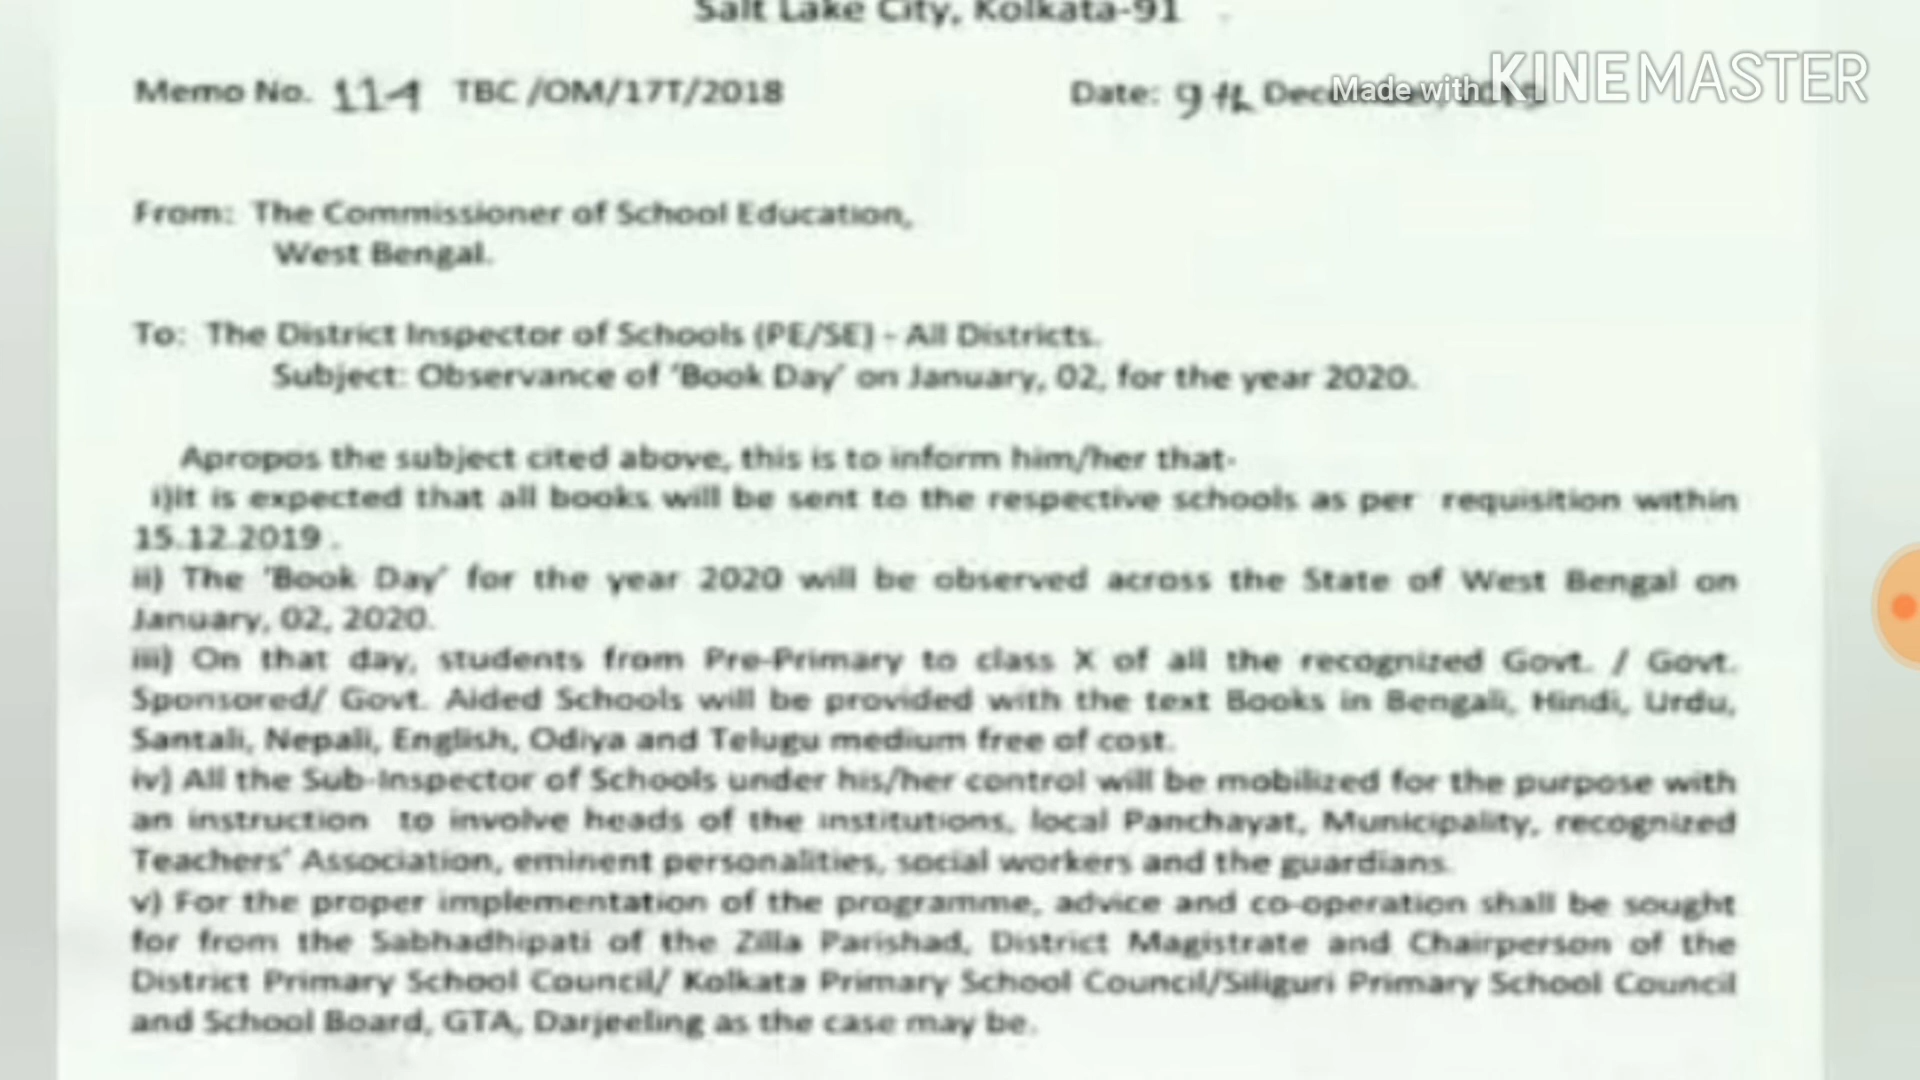 Salt Lake City, Kolkata-91
Memo No. 114 TBC /OM/17T/2018
Date: 9th
Made with KINEMASTER
From: The Commissioner of School Education,
West Bengal.
To: The District Inspector of Schools (PE/SE) - All Districts.
Subject: Observance of 'Book Day' on January, 02, for the year 2020.
Apropos the subject cited above, this is to inform him/her that-
i)It is expected that all books will be sent to the respective schools as per requisition within
15.12.2019 .
ii) The 'Book Day' for the year 2020 will be observed across the State of West Bengal on
January, 02, 2020.
iii) On that day, students from Pre-Primary to class X of all the recognized Govt. / Govt.
Sponsored/ Govt. Aided Schools will be provided with the text Books in Bengali, Hindi, Urdu,
Santali, Nepali, English, Odiya and Telugu medium free of cost.
iv) All the Sub-Inspector of Schools under his/her control will be mobilized for the purpose with
an instruction to involve heads of the institutions, local Panchayat, Municipality, recognized
Teachers' Association, eminent personalities, social workers and the guardians.
v) For the proper implementation of the programme, advice and co-operation shall be sought
for from the Sabhadhipati of the Zilla Parishad, District Magistrate and Chairperson of the
District Primary School Council/ Kolkata Primary School Council/Siliguri Primary School Council
and School Board, GTA, Darjeeling as the case may be.